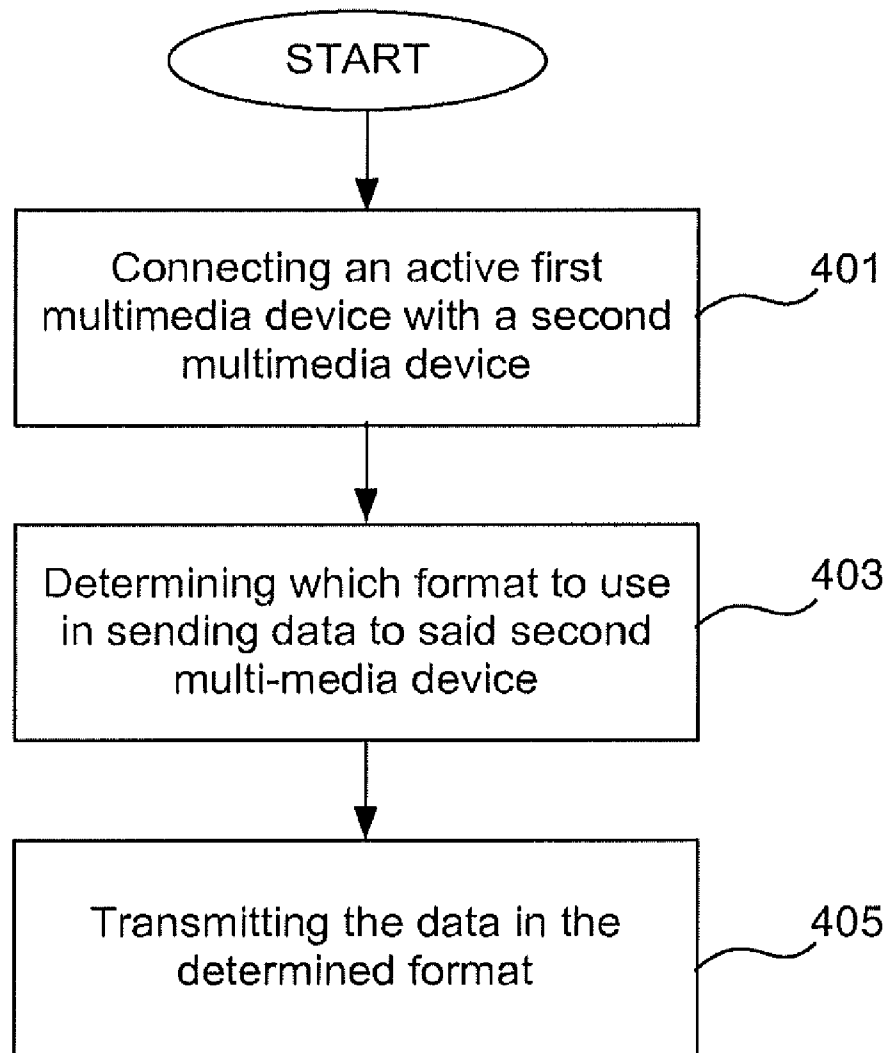 START
Connecting an active first
multimedia device with a second
multimedia device
401
Determining which format to use
in sending data to said second
multi-media device
403
Transmitting the data in the
determined format
405